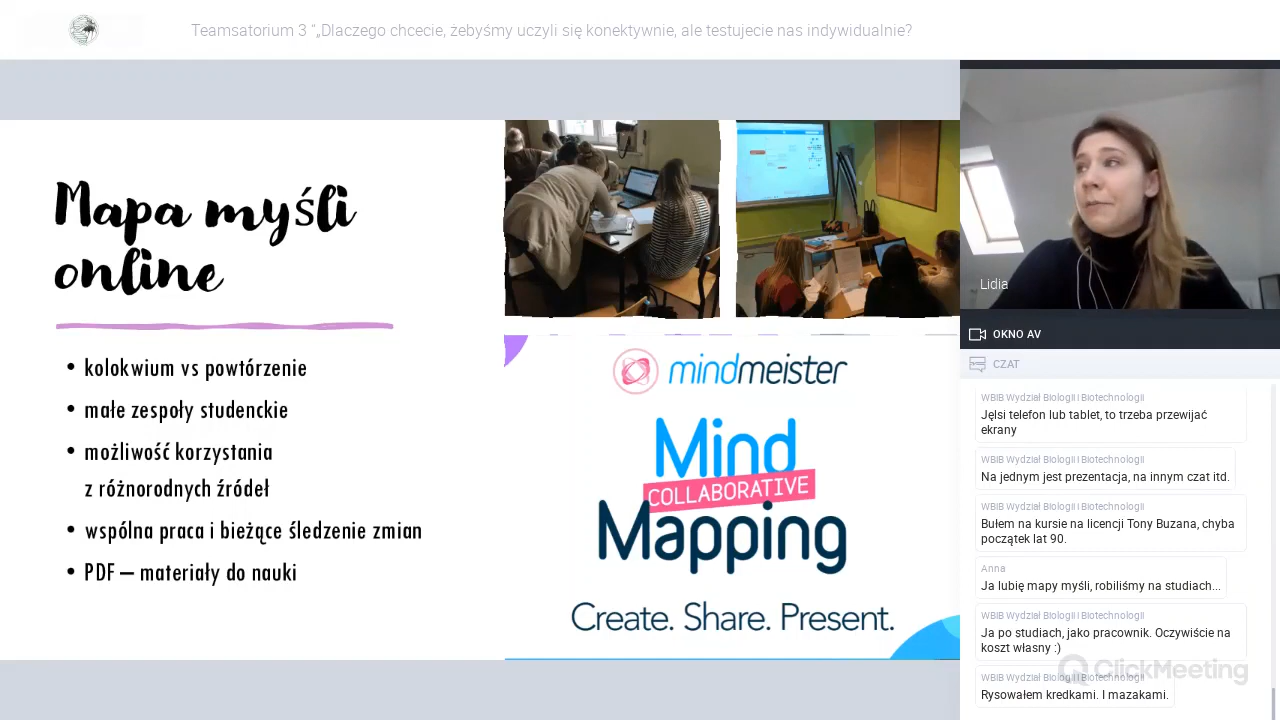 Teamsatorium 3 “„Dlaczego chcecie, żebyśmy uczyli się konektywnie, ale testujecie nas indywidualnie?
Mapa myśli
online
• kolokwium vs powtórzenie
• małe zespoły studenckie
• możliwość korzystania
z różnorodnych źródeł
• wspólna praca i bieżące śledzenie zmian
• PDF – materiały do nauki
mindmeister
Mind
COLLABORATIVE
Mapping
Create. Share. Present.
Lidia
OKNO AV
CZAT
WBiB Wydział Biologii i Biotechnologii
Jęlsi telefon lub tablet, to trzeba przewijać
ekrany
WBiB Wydział Biologii i Biotechnologii
Na jednym jest prezentacja, na innym czat itd.
WBiB Wydział Biologii i Biotechnologii
Bułem na kursie na licencji Tony Buzana, chyba
początek lat 90.
Anna
Ja lubię mapy myśli, robiliśmy na studiach...
WBiB Wydział Biologii i Biotechnologii
Ja po studiach, jako pracownik. Oczywiście na
koszt własny :)
WBiB Wydział Biologii i Biotechnologii
Rysowałem kredkami. I mazakami.
ClickMeeting